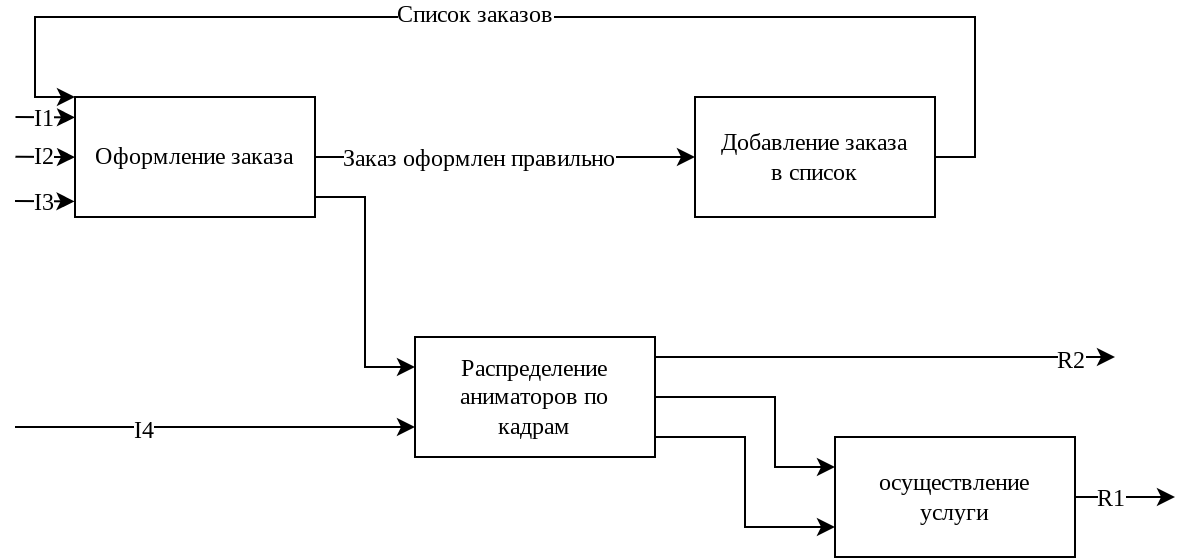 Список заказов
I1
I2
I3
Оформление заказа
Заказ оформлен правильно
Добавление заказа
в список
Распределение
аниматоров по
кадрам
R2
I4
осуществление
услуги
R1